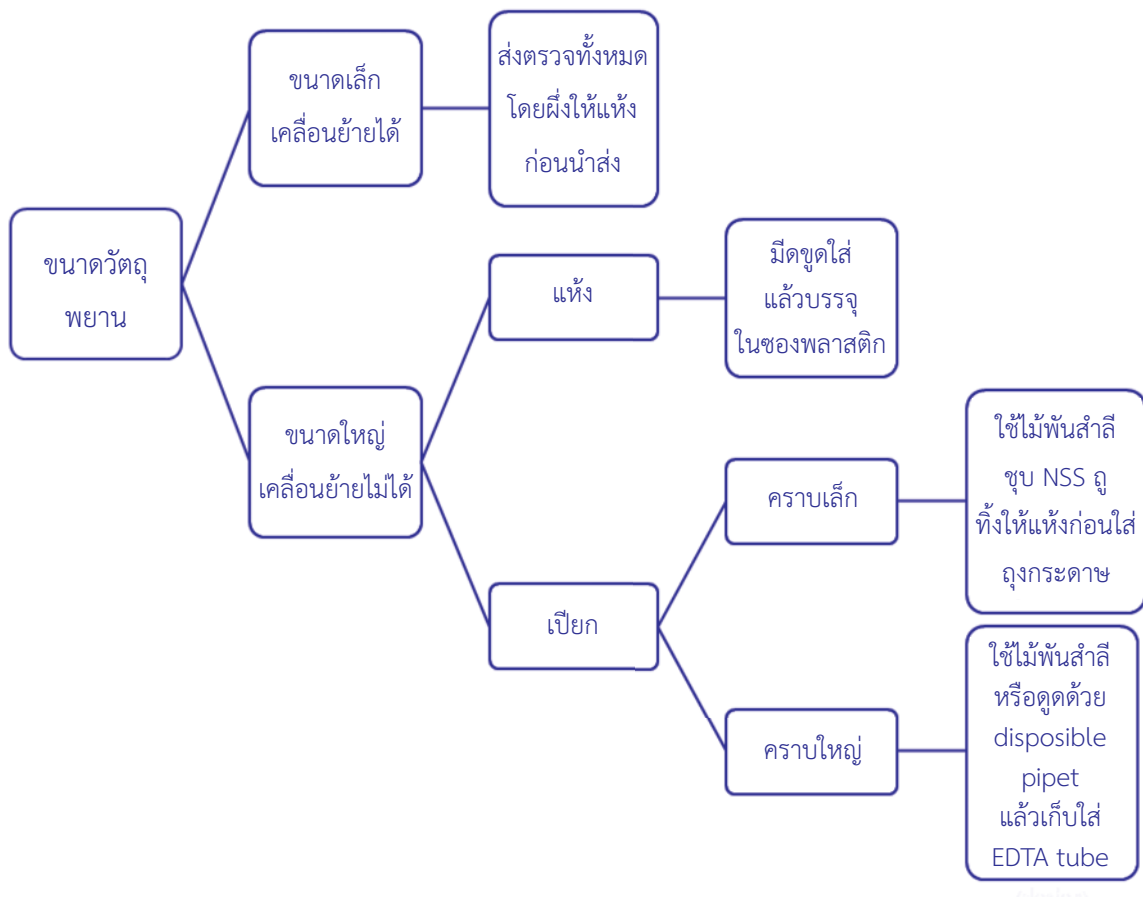 ขนาดวัตถุ
พยาน
ขนาดเล็ก
เคลื่อนย้ายได้
ส่งตรวจทั้งหมด
โดยผึ่งให้แห้ง
ก่อนนำส่ง
ขนาดใหญ่
เคลื่อนย้ายไม่ได้
แห้ง
มีดขูดใส่
แล้วบรรจุ
ในซองพลาสติก
เปียก
คราบเล็ก
ใช้ไม้พันสำลี
ชุบ NSS ถู
ทิ้งให้แห้งก่อนใส่
ถุงกระดาษ
คราบใหญ่
ใช้ไม้พันสำลี
หรือดูดด้วย
disposible
pipet
แล้วเก็บใส่
EDTA tube